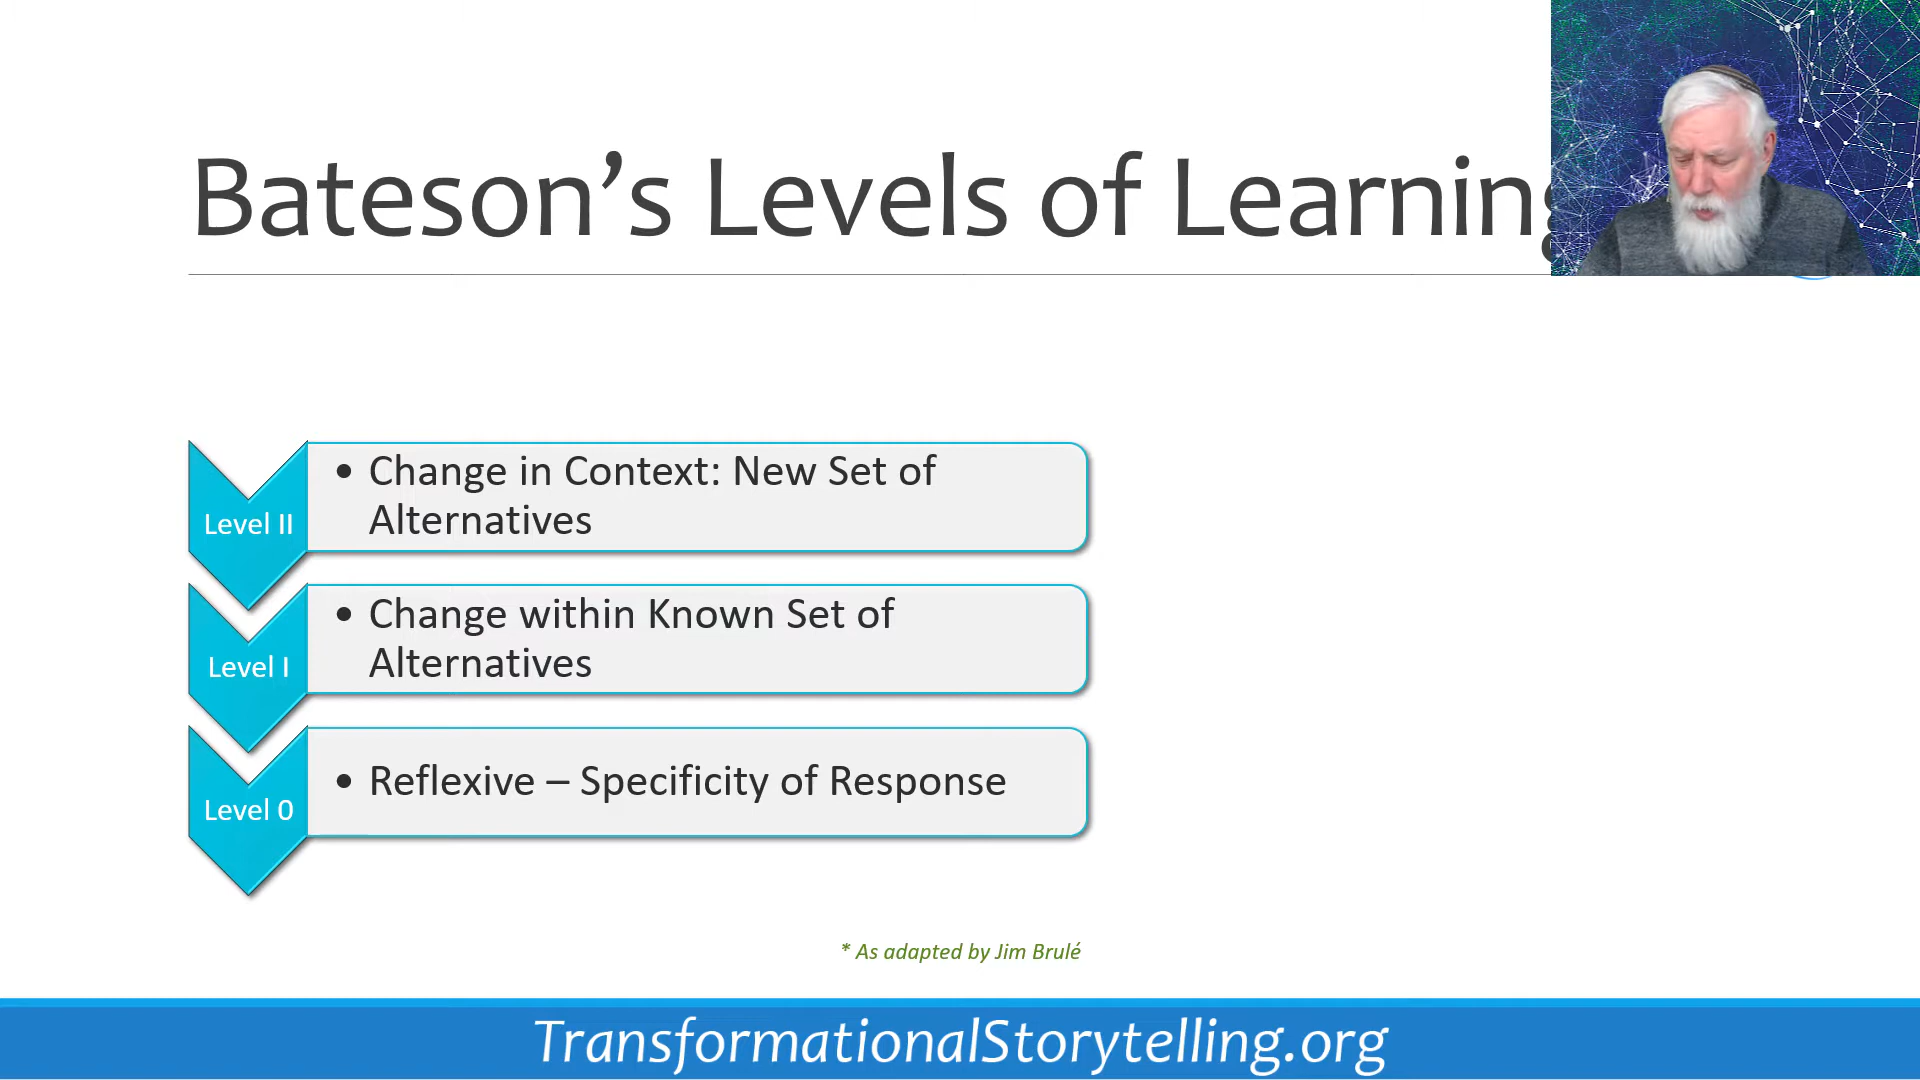 Bateson’s Levels of Learning
Level II
• Change in Context: New Set of
Alternatives
Level I
• Change within Known Set of
Alternatives
Level 0
• Reflexive – Specificity of Response
* As adapted by Jim Brulé
TransformationalStorytelling.org